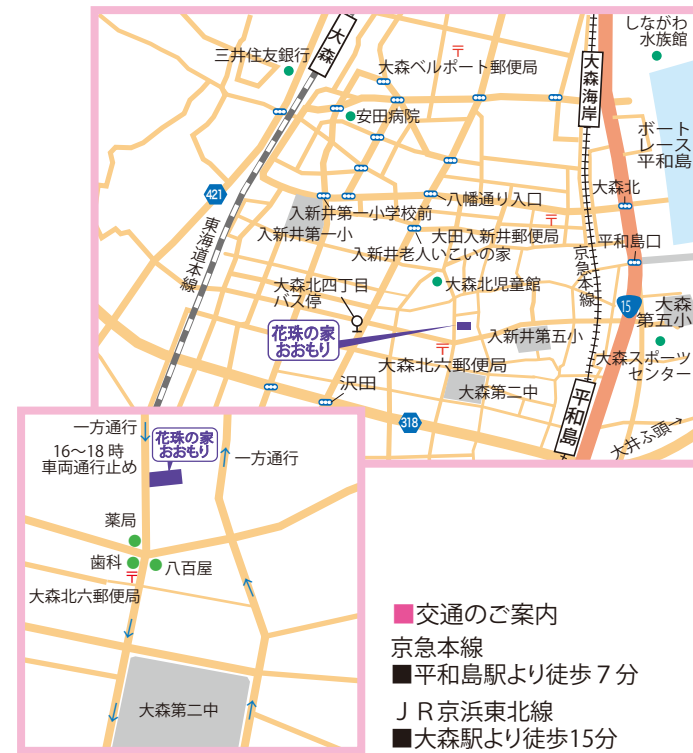 しながわ
水族館
大森
三井住友銀行
大森ベルポート郵便局
大森海岸
安田病院
ボート
レース
平和島
421
大森北
八幡通り入口
入新井第一小学校前
入新井第一小
大田入新井郵便局
平和島口
入新井老人いこいの家
東海道本線
京急本線
大森北四丁目
バス停
大森北児童館
15
大森
第五小
花珠の家
おおもり
入新井第五小
大森北六郵便局
大森スポーツ
センター
沢田
大森第二中
平和島
318
大井ふ頭→
一方通行
16〜18時
車両通行止め
花珠の家
おおもり
一方通行
薬局
歯科
八百屋
大森北六郵便局
大森第二中
■交通のご案内
京急本線
■平和島駅より徒歩7分
JR京浜東北線
■大森駅より徒歩15分